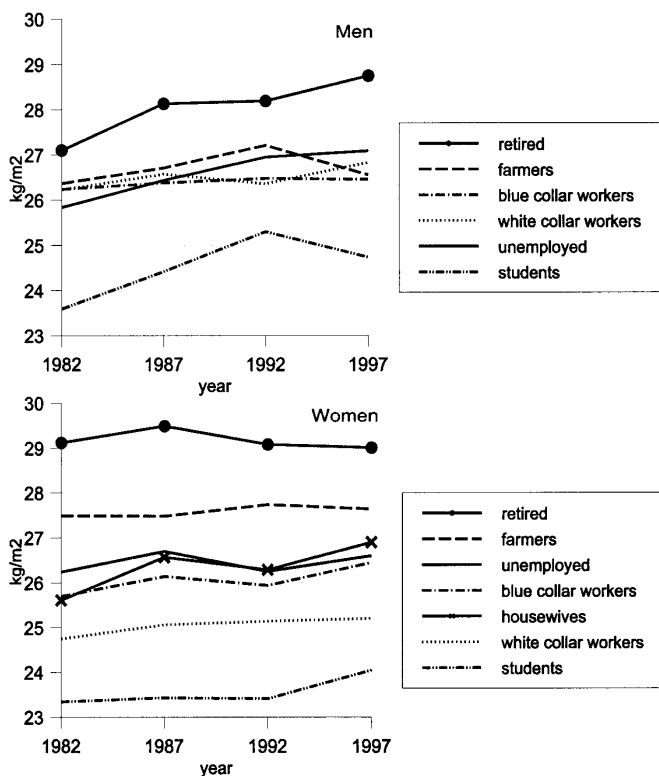 Men
30
29
28
27
26
25
24
23
kg/m2
1982 1987 1992 1997
year
retired
farmers
blue collar workers
white collar workers
unemployed
students
Women
30
29
28
27
26
25
24
23
kg/m2
1982 1987 1992 1997
year
retired
farmers
unemployed
blue collar workers
housewives
white collar workers
students